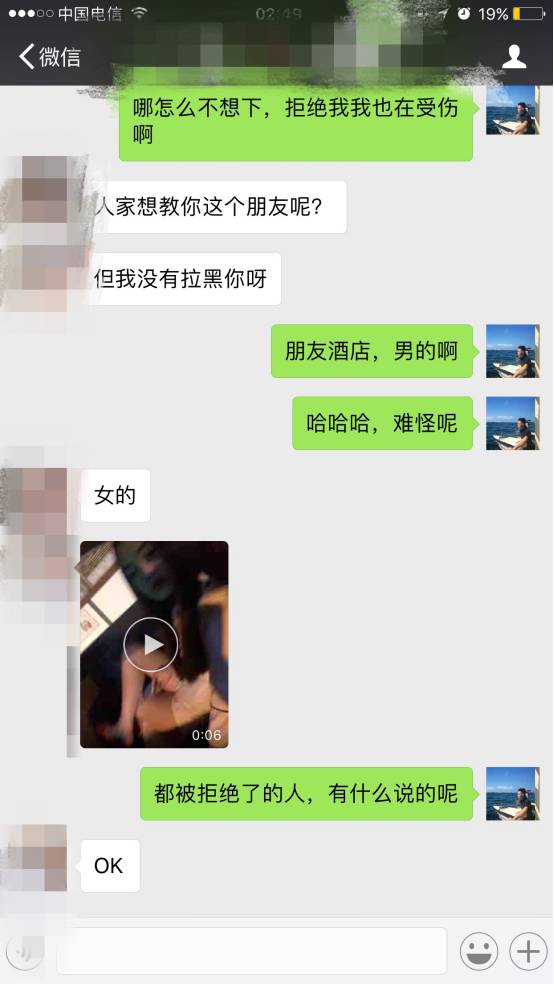 中国电信
02:49
19%
微信
哪怎么不想下，拒绝我我也在受伤
啊
人家想教你这个朋友呢？
但我没有拉黑你呀
朋友酒店，男的啊
哈哈哈，难怪呢
女的
0:06
都被拒绝了的人，有什么说的呢
OK